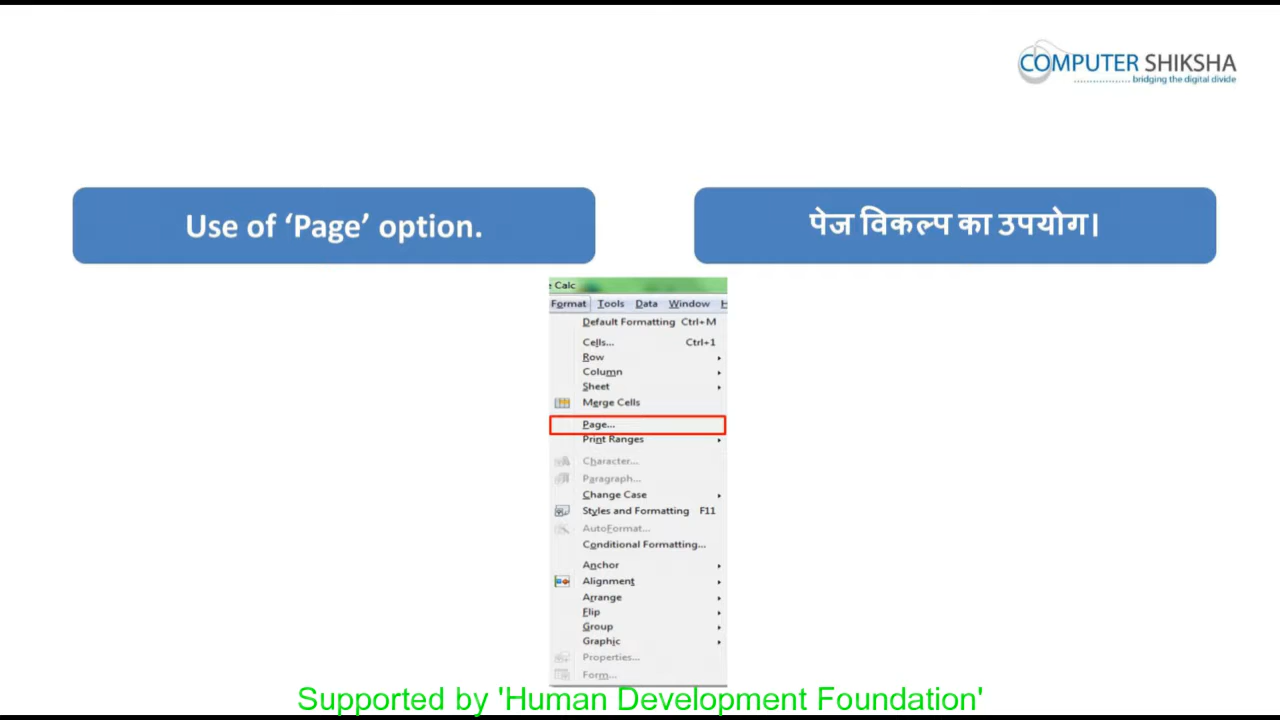 COMPUTER SHIKSHA
.................. bridging the digital divide
Use of ‘Page’ option.
पेज विकल्प का उपयोग।
Calc
Format Tools Data Window H
Default Formatting Ctrl+M
Cells... Ctrl+1
Row
Column
Sheet
Merge Cells
Page...
Print Ranges
Character...
Paragraph...
Change Case
Styles and Formatting F11
AutoFormat...
Conditional Formatting...
Anchor
Alignment
Arrange
Flip
Group
Graphic
Properties...
Form...
Supported by 'Human Development Foundation'